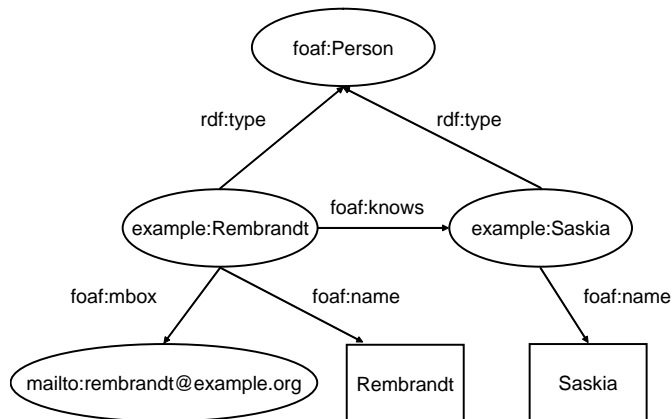 foaf:Person
rdf:type
rdf:type
foaf:knows
example:Rembrandt
example:Saskia
foaf:mbox
foaf:name
foaf:name
mailto:rembrandt@example.org
Rembrandt
Saskia